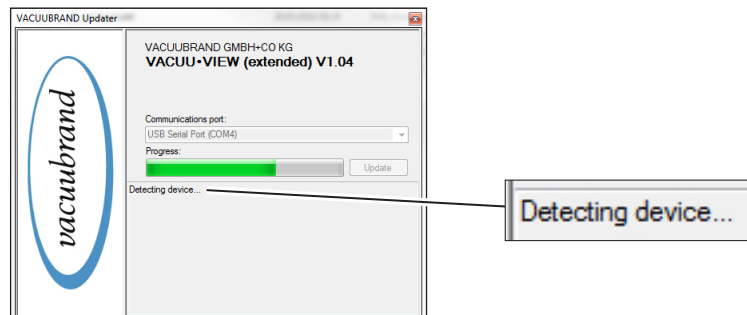 VACUUBRAND Updater
VACUUBRAND GMBH+CO KG
VACUU•VIEW (extended) V1.04
vacuubrand
Communications port:
USB Serial Port (COM4)
Progress:
Update
Detecting device...
Detecting device...